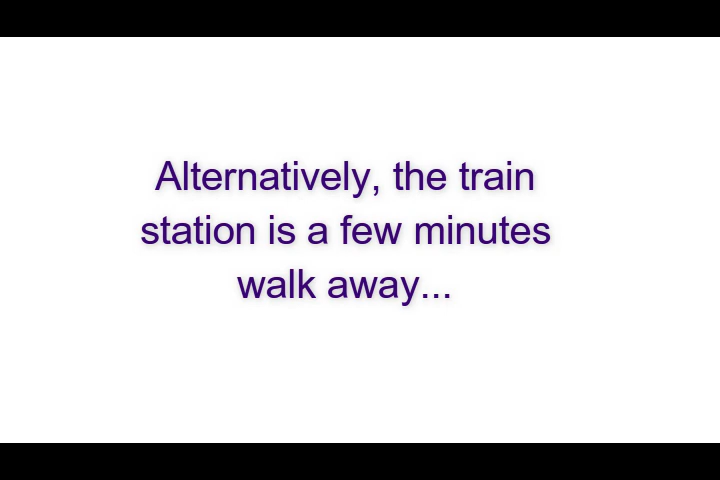 Alternatively, the train
station is a few minutes
walk away...